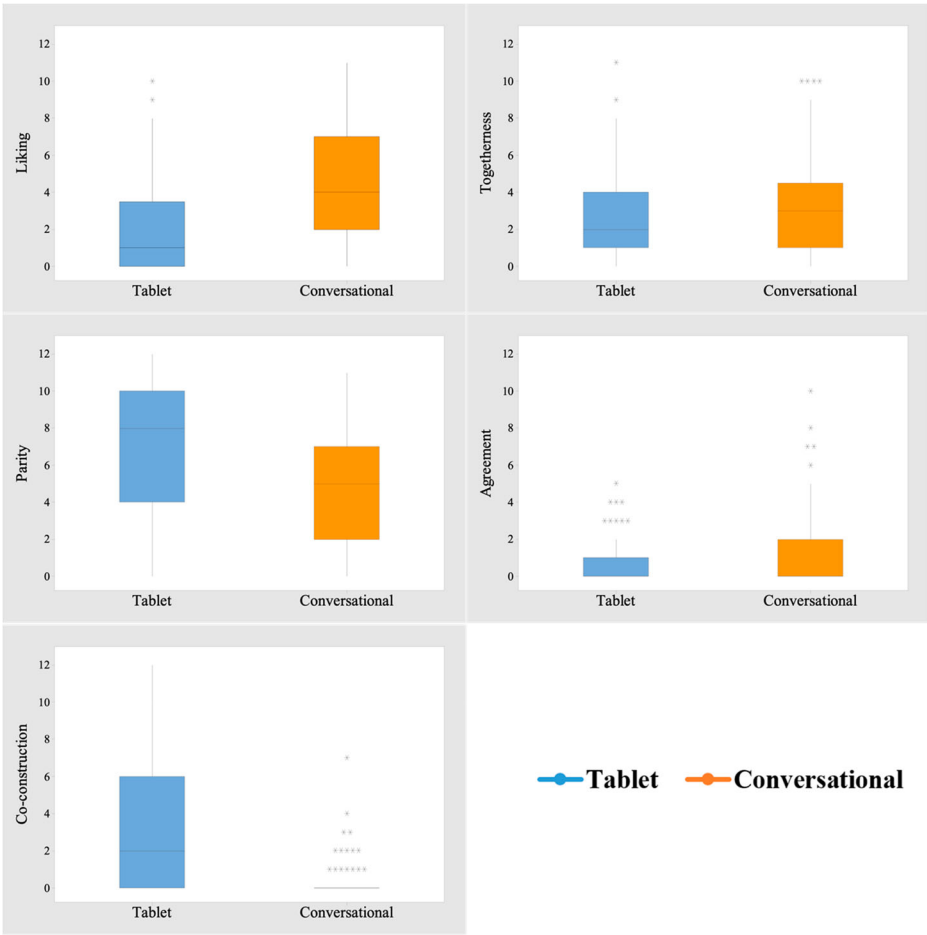 12
10
8
6
4
2
0
Liking
Tablet
Conversational
12
10
8
6
4
2
0
Togetherness
Tablet
Conversational
12
10
8
6
4
2
0
Parity
Tablet
Conversational
12
10
8
6
4
2
0
Agreement
Tablet
Conversational
12
10
8
6
4
2
0
Co-construction
Tablet
Conversational
Tablet
Conversational